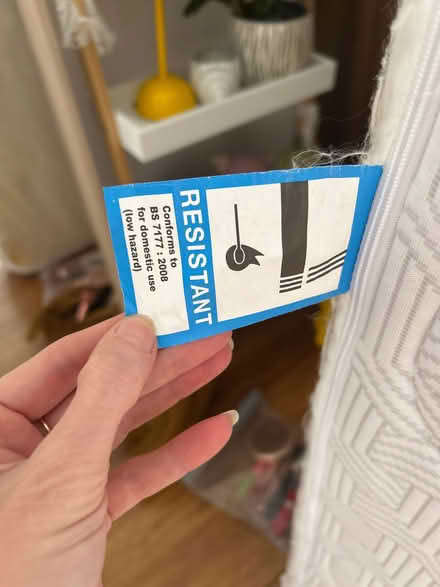 RESISTANT
Conforms to
BS 7177 : 2008
for domestic use
(low hazard)